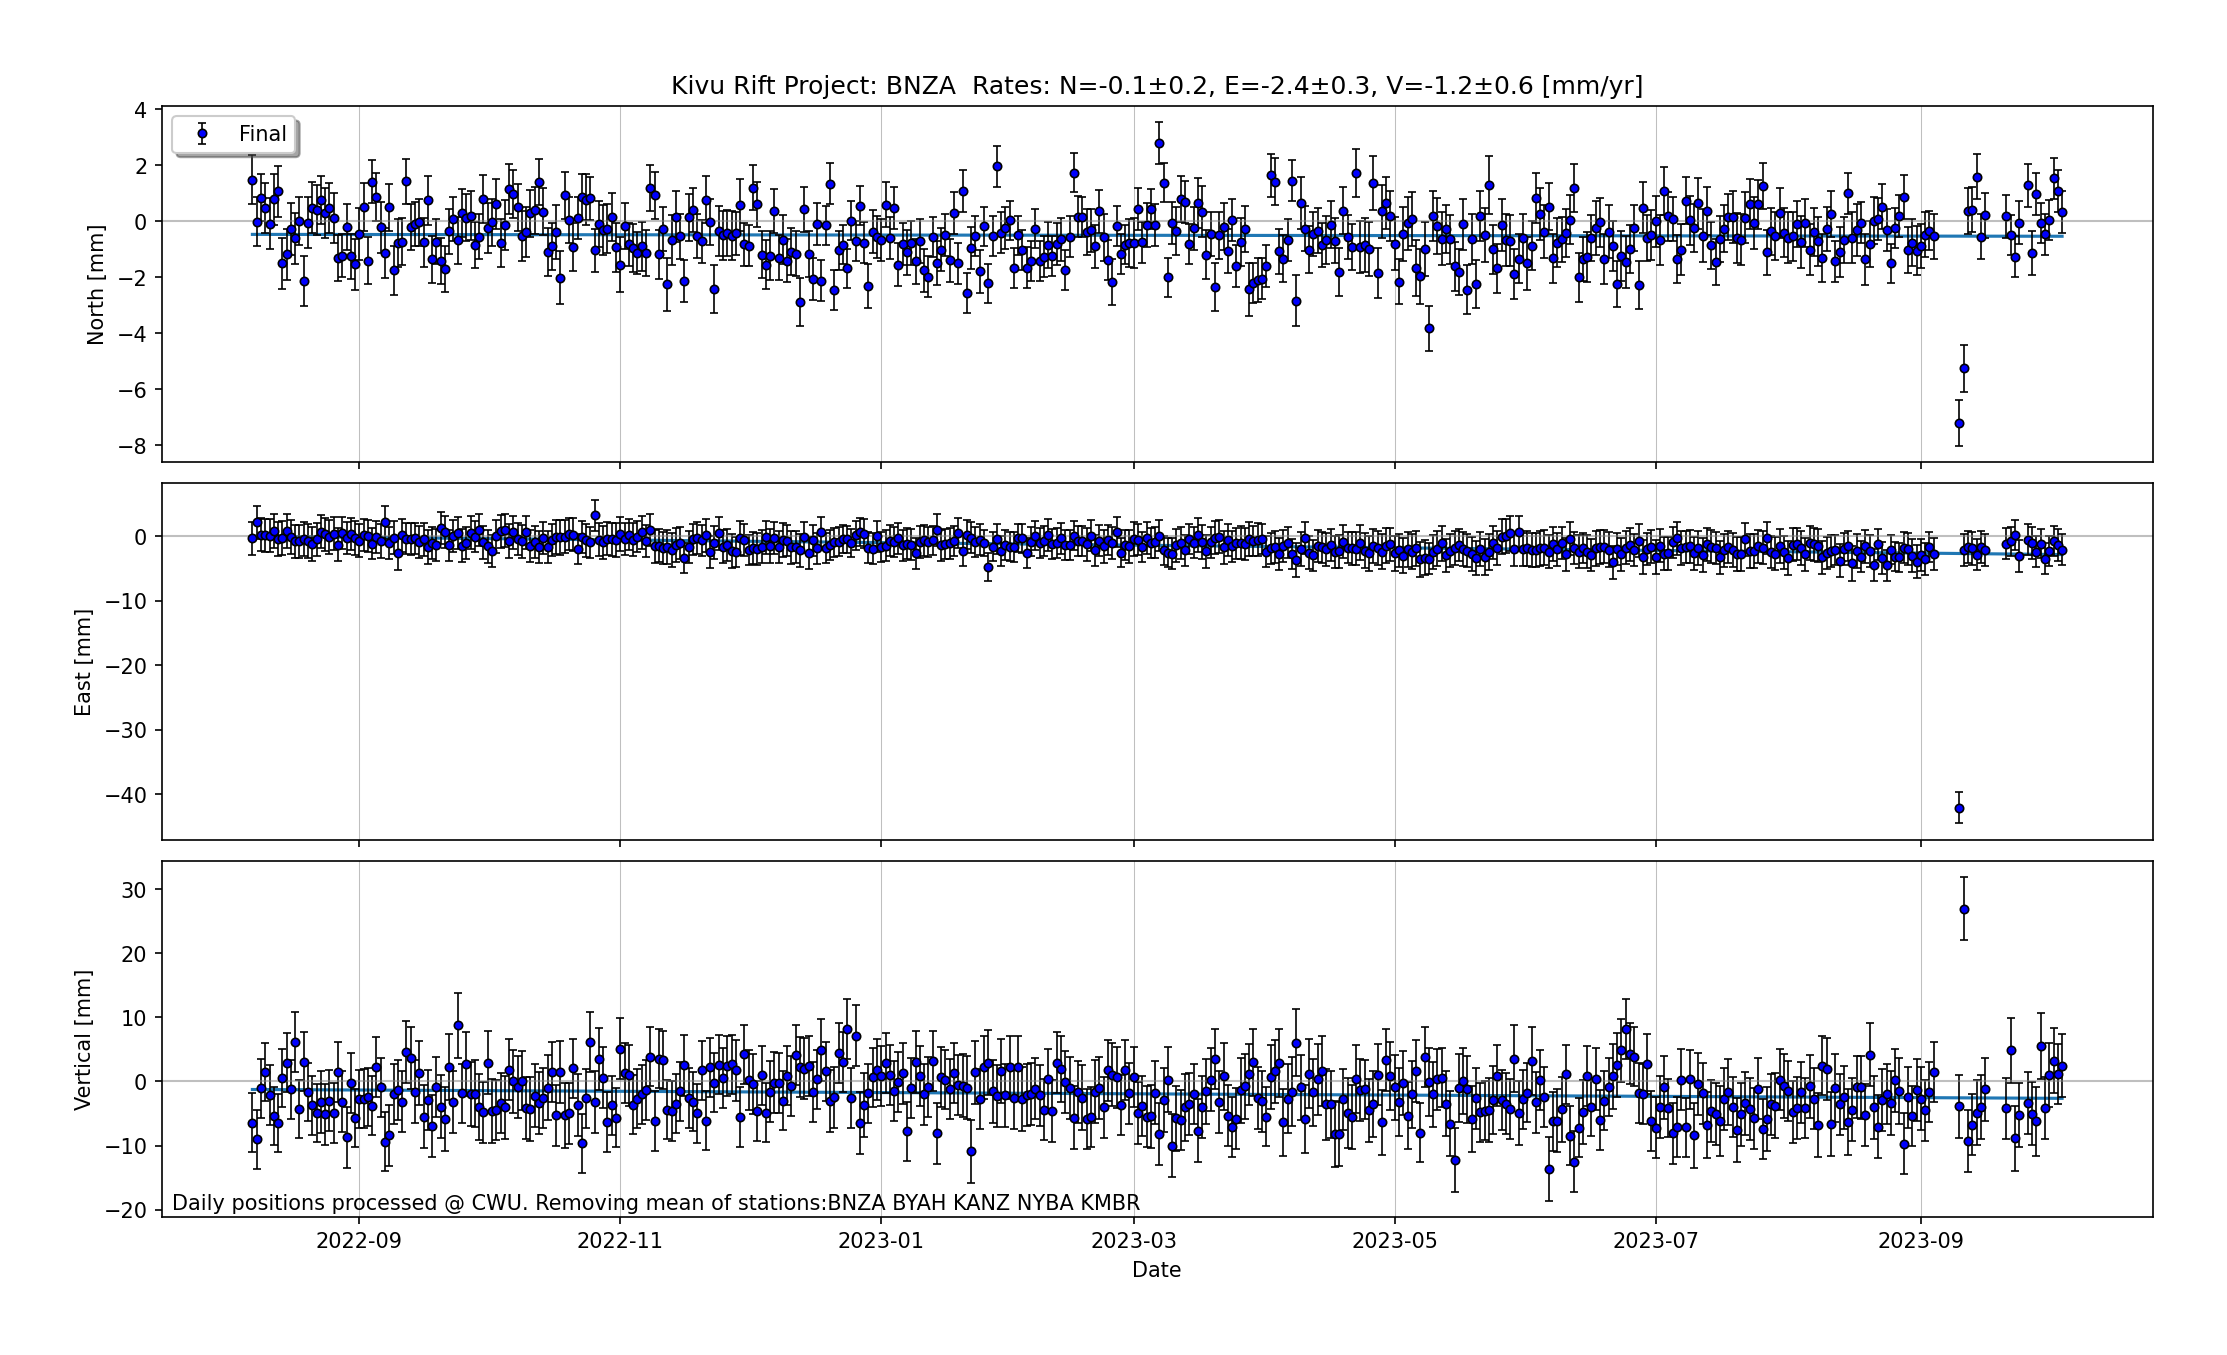 Kivu Rift Project: BNZA  Rates: N=-0.1±0.2, E=-2.4±0.3, V=-1.2±0.6 [mm/yr]
Final
4
2
0
−2
−4
−6
−8
North [mm]
0
−10
−20
−30
−40
East [mm]
30
20
10
0
−10
−20
Vertical [mm]
Daily positions processed @ CWU. Removing mean of stations:BNZA BYAH KANZ NYBA KMBR
2022-09 2022-11 2023-01 2023-03 2023-05 2023-07 2023-09
Date